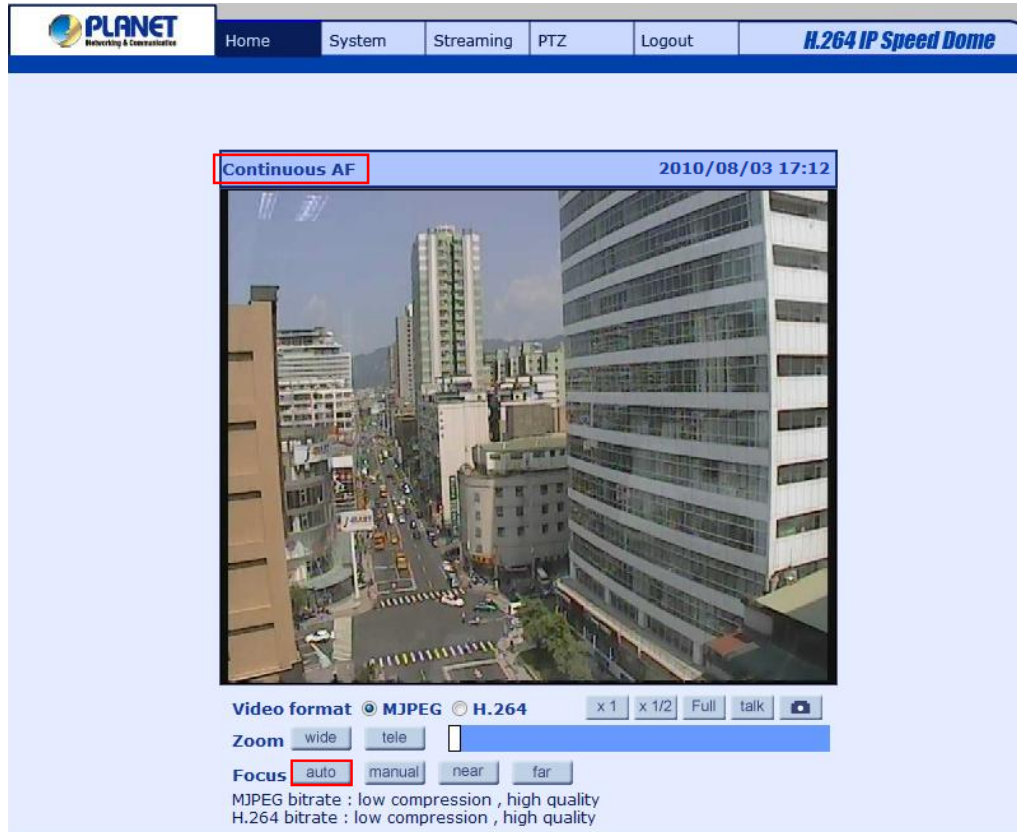 PLANET
Networking & Communication
Home System Streaming PTZ Logout H.264 IP Speed Dome
Continuous AF 2010/08/03 17:12
Video format MJPEG H.264 x 1 x 1/2 Full talk
Zoom wide tele
Focus auto manual near far
MJPEG bitrate : low compression , high quality
H.264 bitrate : low compression , high quality